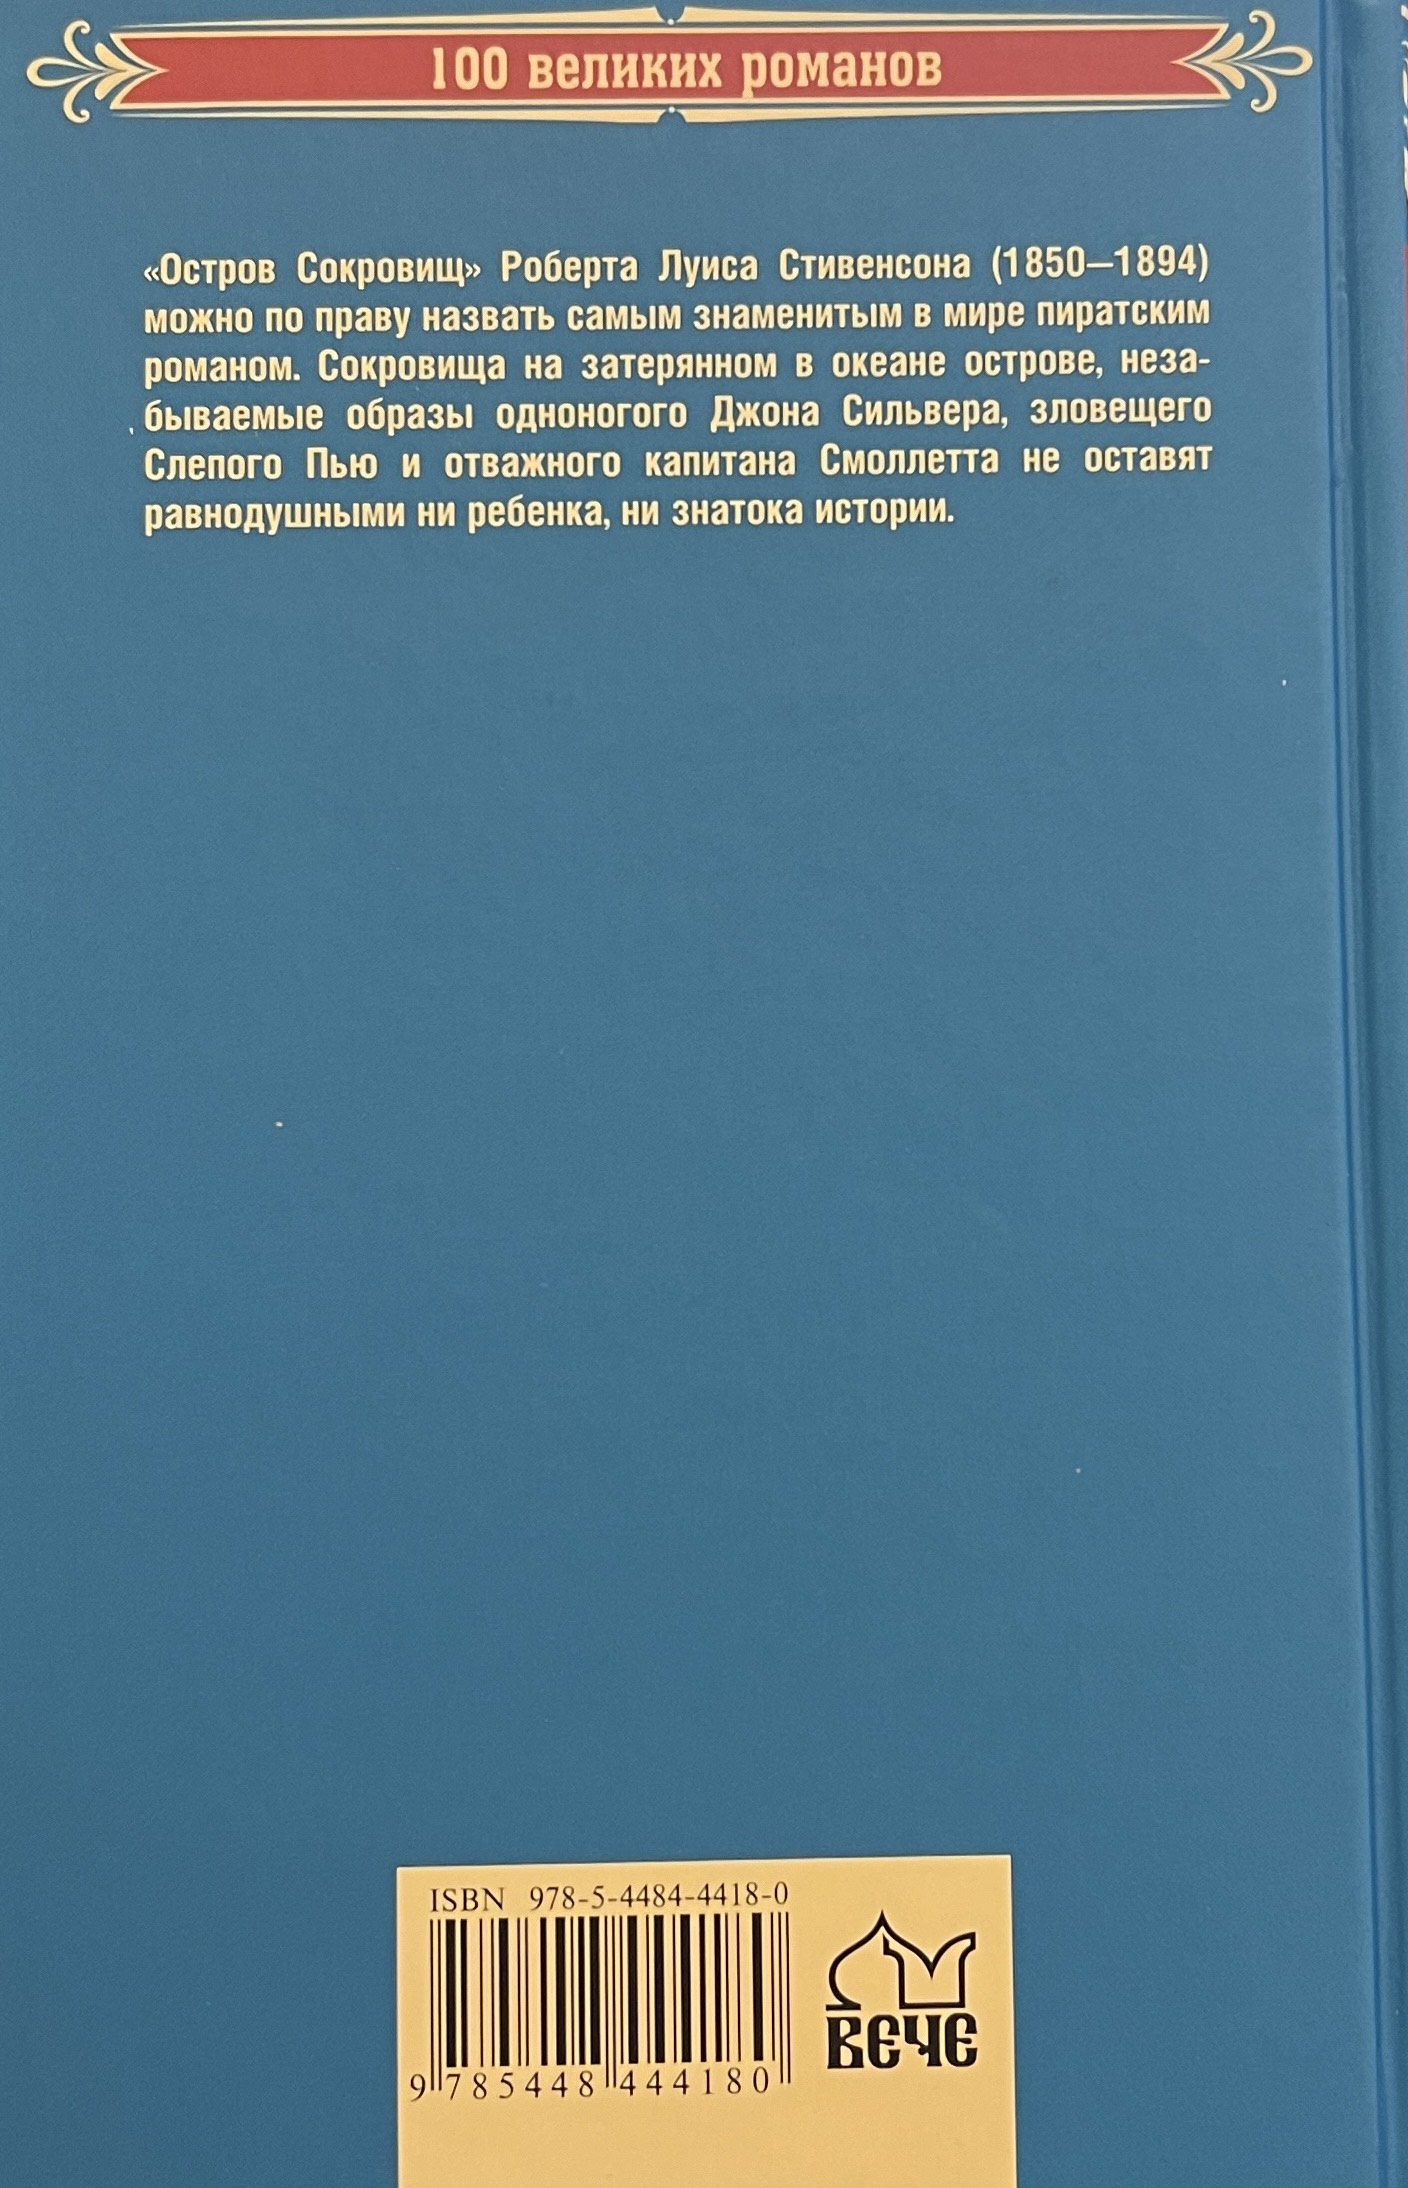 100 великих романов
«Остров Сокровищ» Роберта Луиса Стивенсона (1850—1894)
можно по праву назвать самым знаменитым в мире пиратским
романом. Сокровища на затерянном в океане острове, неза-
бываемые образы одноногого Джона Сильвера, зловещего
Слепого Пью и отважного капитана Смоллетта не оставят
равнодушными ни ребенка, ни знатока истории.
ISBN 978-5-4484-4418-0
9 785448 444180
ВЕЧЕ